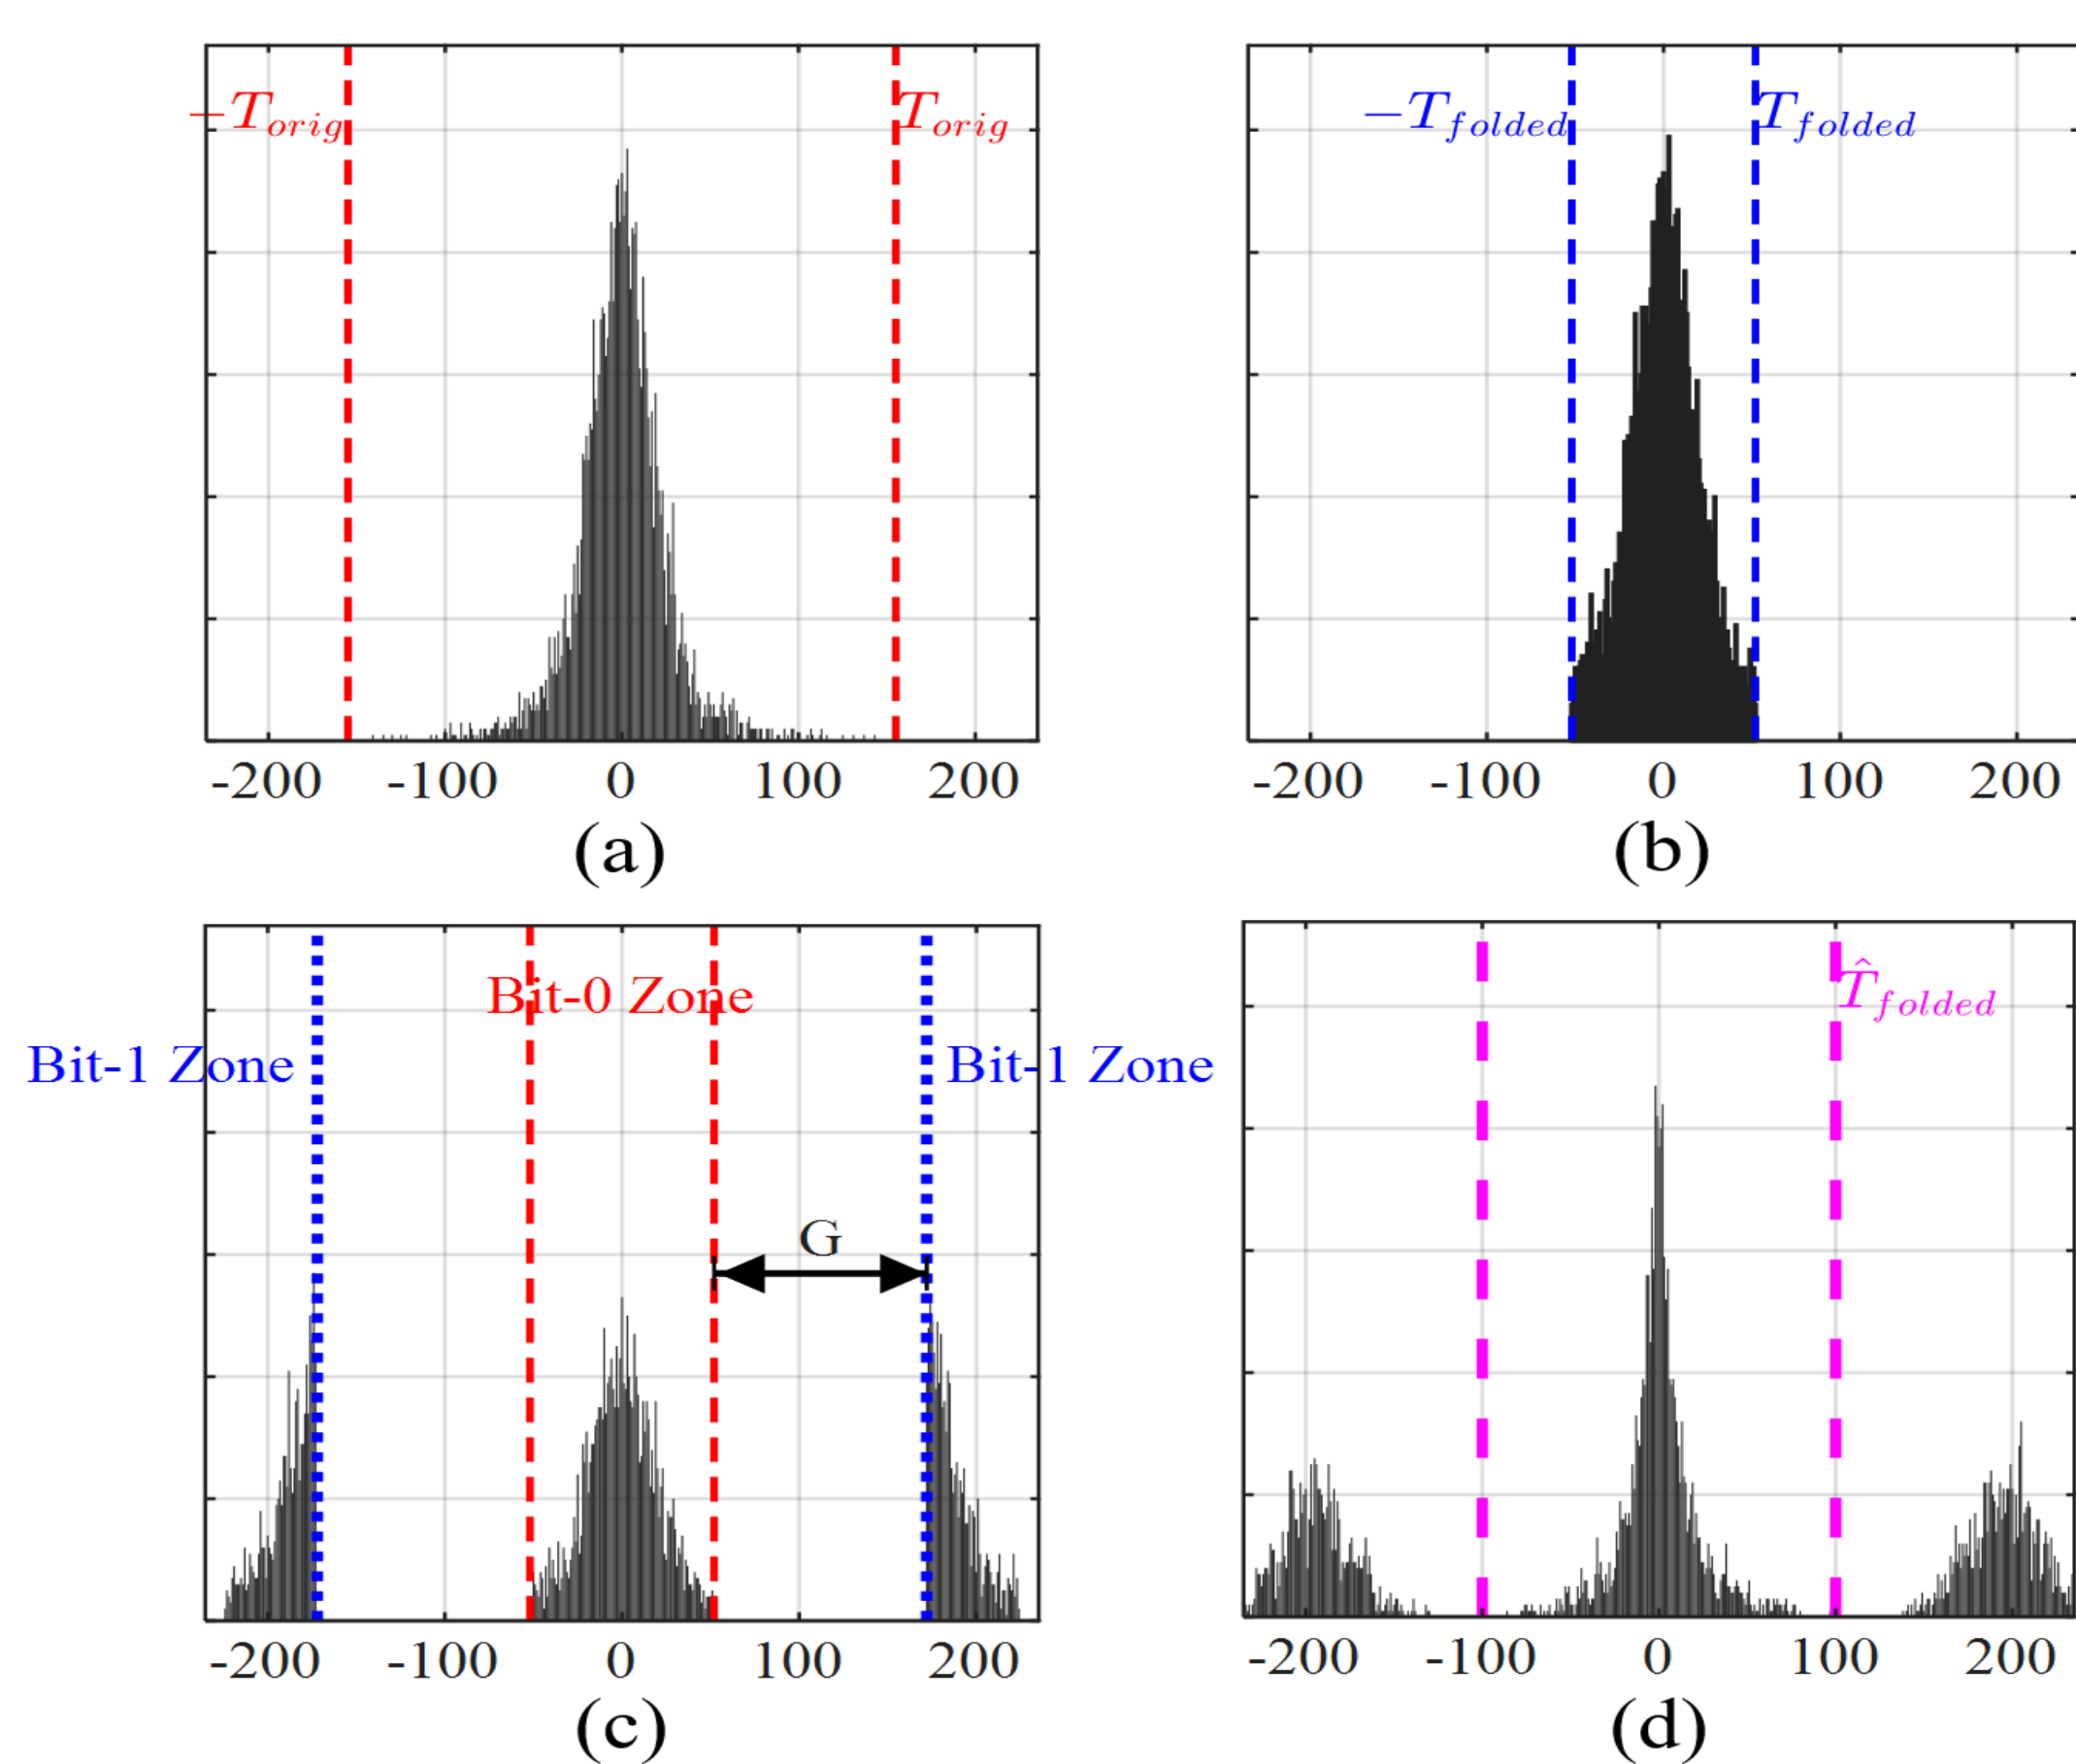 −T_orig T_orig
-200 -100 0 100 200
(a)
−T_folded T_folded
-200 -100 0 100 200
(b)
Bit-0 Zone
Bit-1 Zone Bit-1 Zone
G
-200 -100 0 100 200
(c)
T̂_folded
-200 -100 0 100 200
(d)